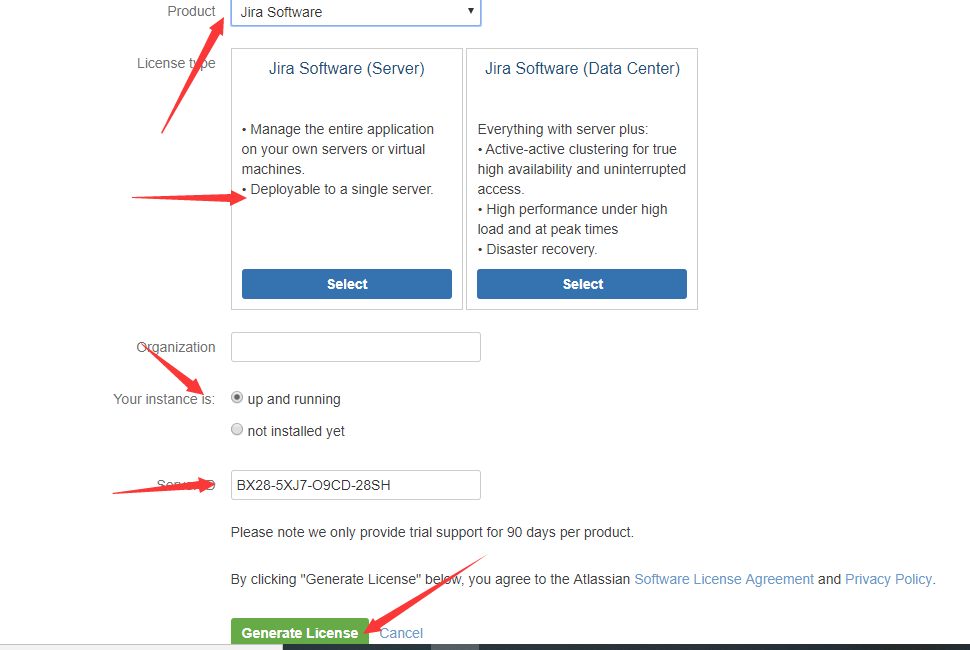 Product
Jira Software
License type
Jira Software (Server)
• Manage the entire application
on your own servers or virtual
machines.
• Deployable to a single server.
Select
Jira Software (Data Center)
Everything with server plus:
• Active-active clustering for true
high availability and uninterrupted
access.
• High performance under high
load and at peak times
• Disaster recovery.
Select
Organization
Your instance is:
up and running
not installed yet
Server ID
BX28-5XJ7-O9CD-28SH
Please note we only provide trial support for 90 days per product.
By clicking "Generate License" below, you agree to the Atlassian Software License Agreement and Privacy Policy.
Generate License
Cancel